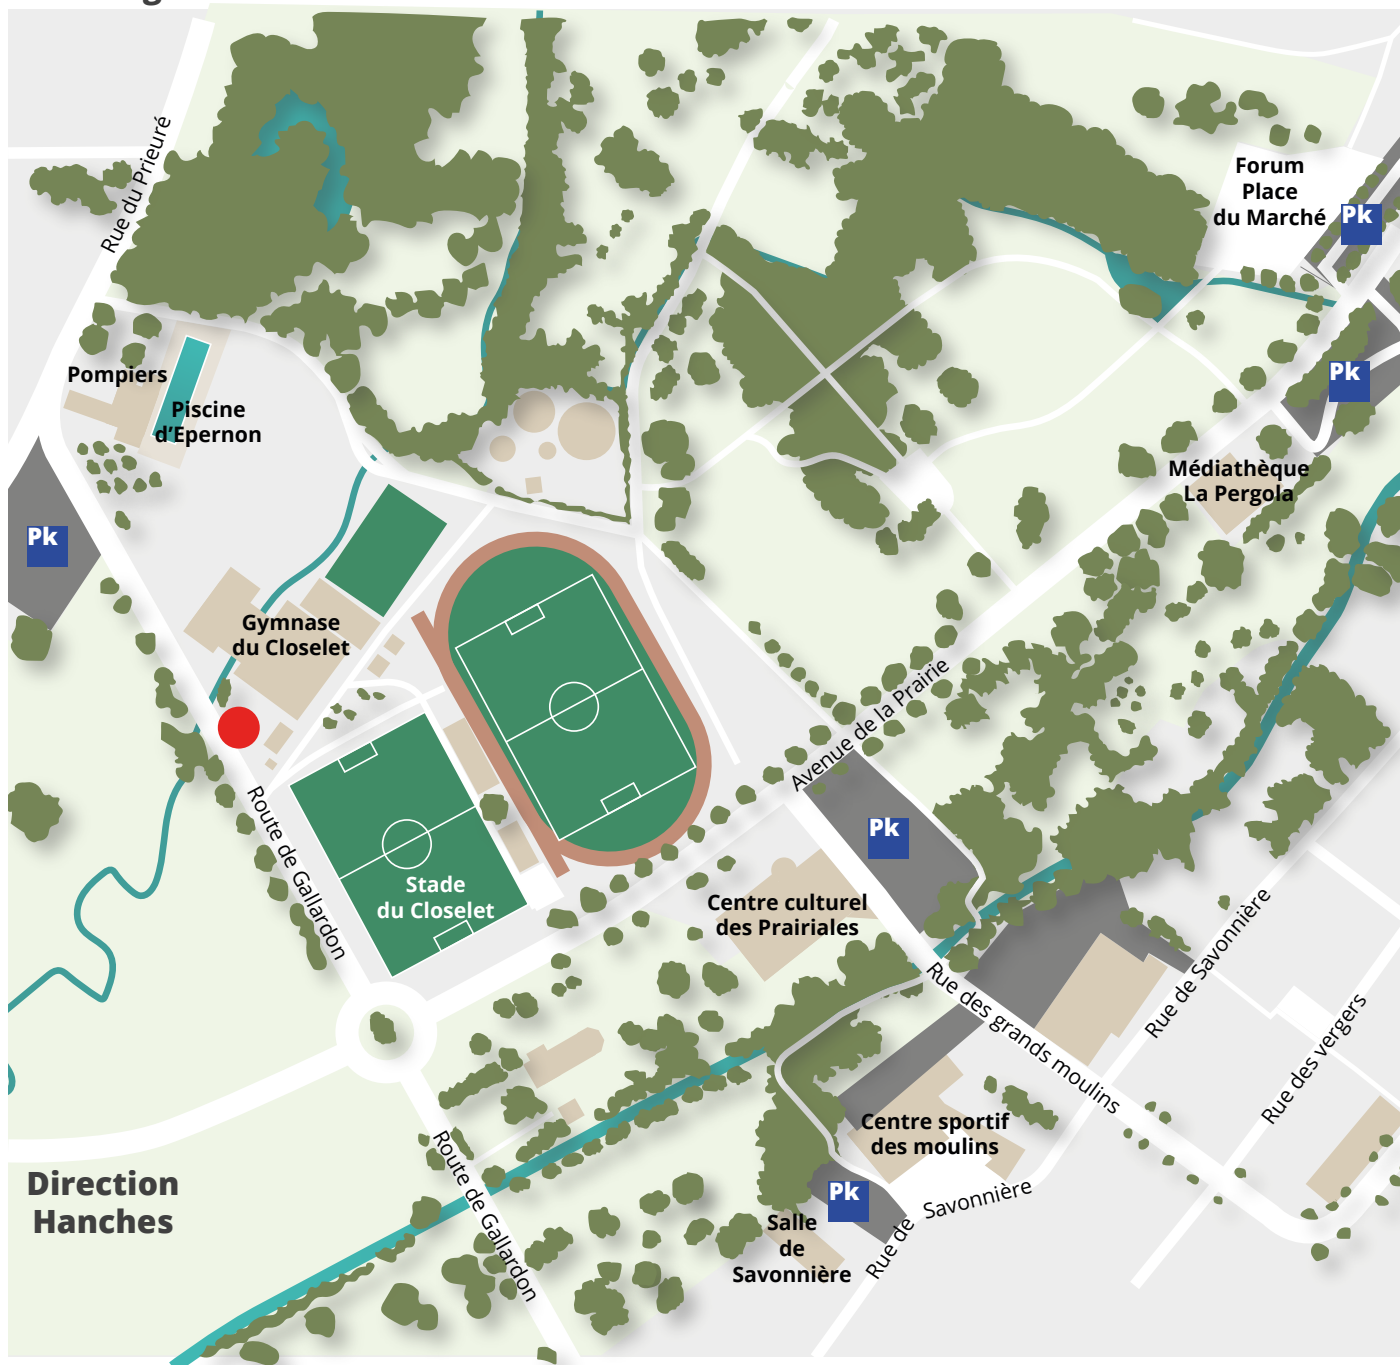 g
Rue du Prieuré
Forum
Place
du Marché
Pk
Pompiers
Piscine
d'Epernon
Pk
Médiathèque
La Pergola
Pk
Gymnase
du Closelet
Avenue de la Prairie
Route de Gallardon
Pk
Stade
du Closelet
Centre culturel
des Prairiales
Rue de Savonnière
Rue des grands moulins
Rue des vergers
Centre sportif
des moulins
Route de Gallardon
Direction
Hanches
Pk
Rue de Savonnière
Salle
de
Savonnière